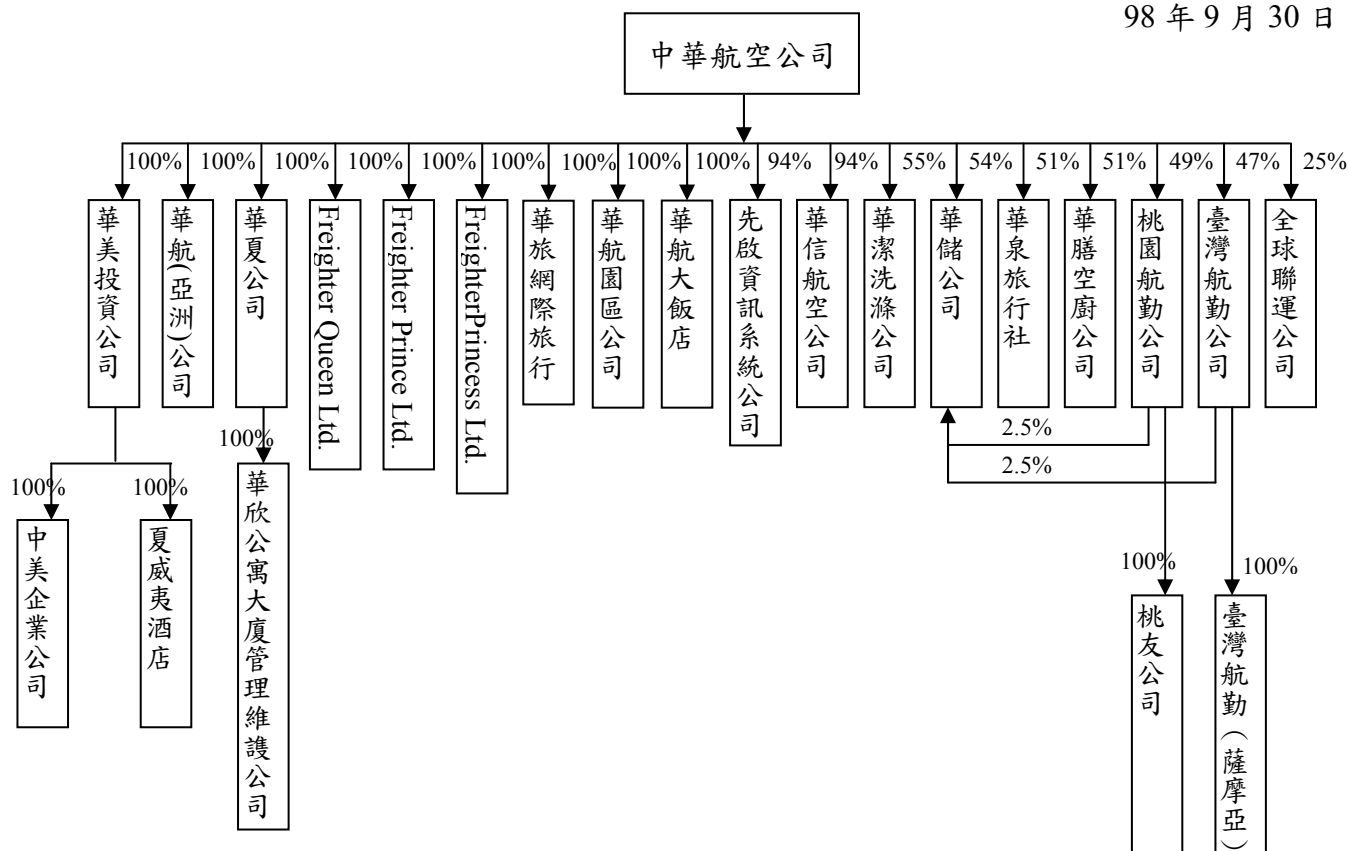 98 年 9 月 30 日
中華航空公司
100% 100% 100% 100% 100% 100% 100% 100% 100% 94% 94% 55% 54% 51% 51% 49% 47% 25%
華美投資公司
華航(亞洲)公司
華夏公司
Freighter Queen Ltd.
Freighter Prince Ltd.
FreighterPrincess Ltd.
華旅網際旅行
華航園區公司
華航大飯店
先啟資訊系統公司
華信航空公司
華潔洗滌公司
華儲公司
華泉旅行社
華膳空廚公司
桃園航勤公司
臺灣航勤公司
全球聯運公司
2.5%
2.5%
100%
100%
100%
100%
100%
中美企業公司
夏威夷酒店
華欣公寓大廈管理維護公司
桃友公司
臺灣航勤(薩摩亞)